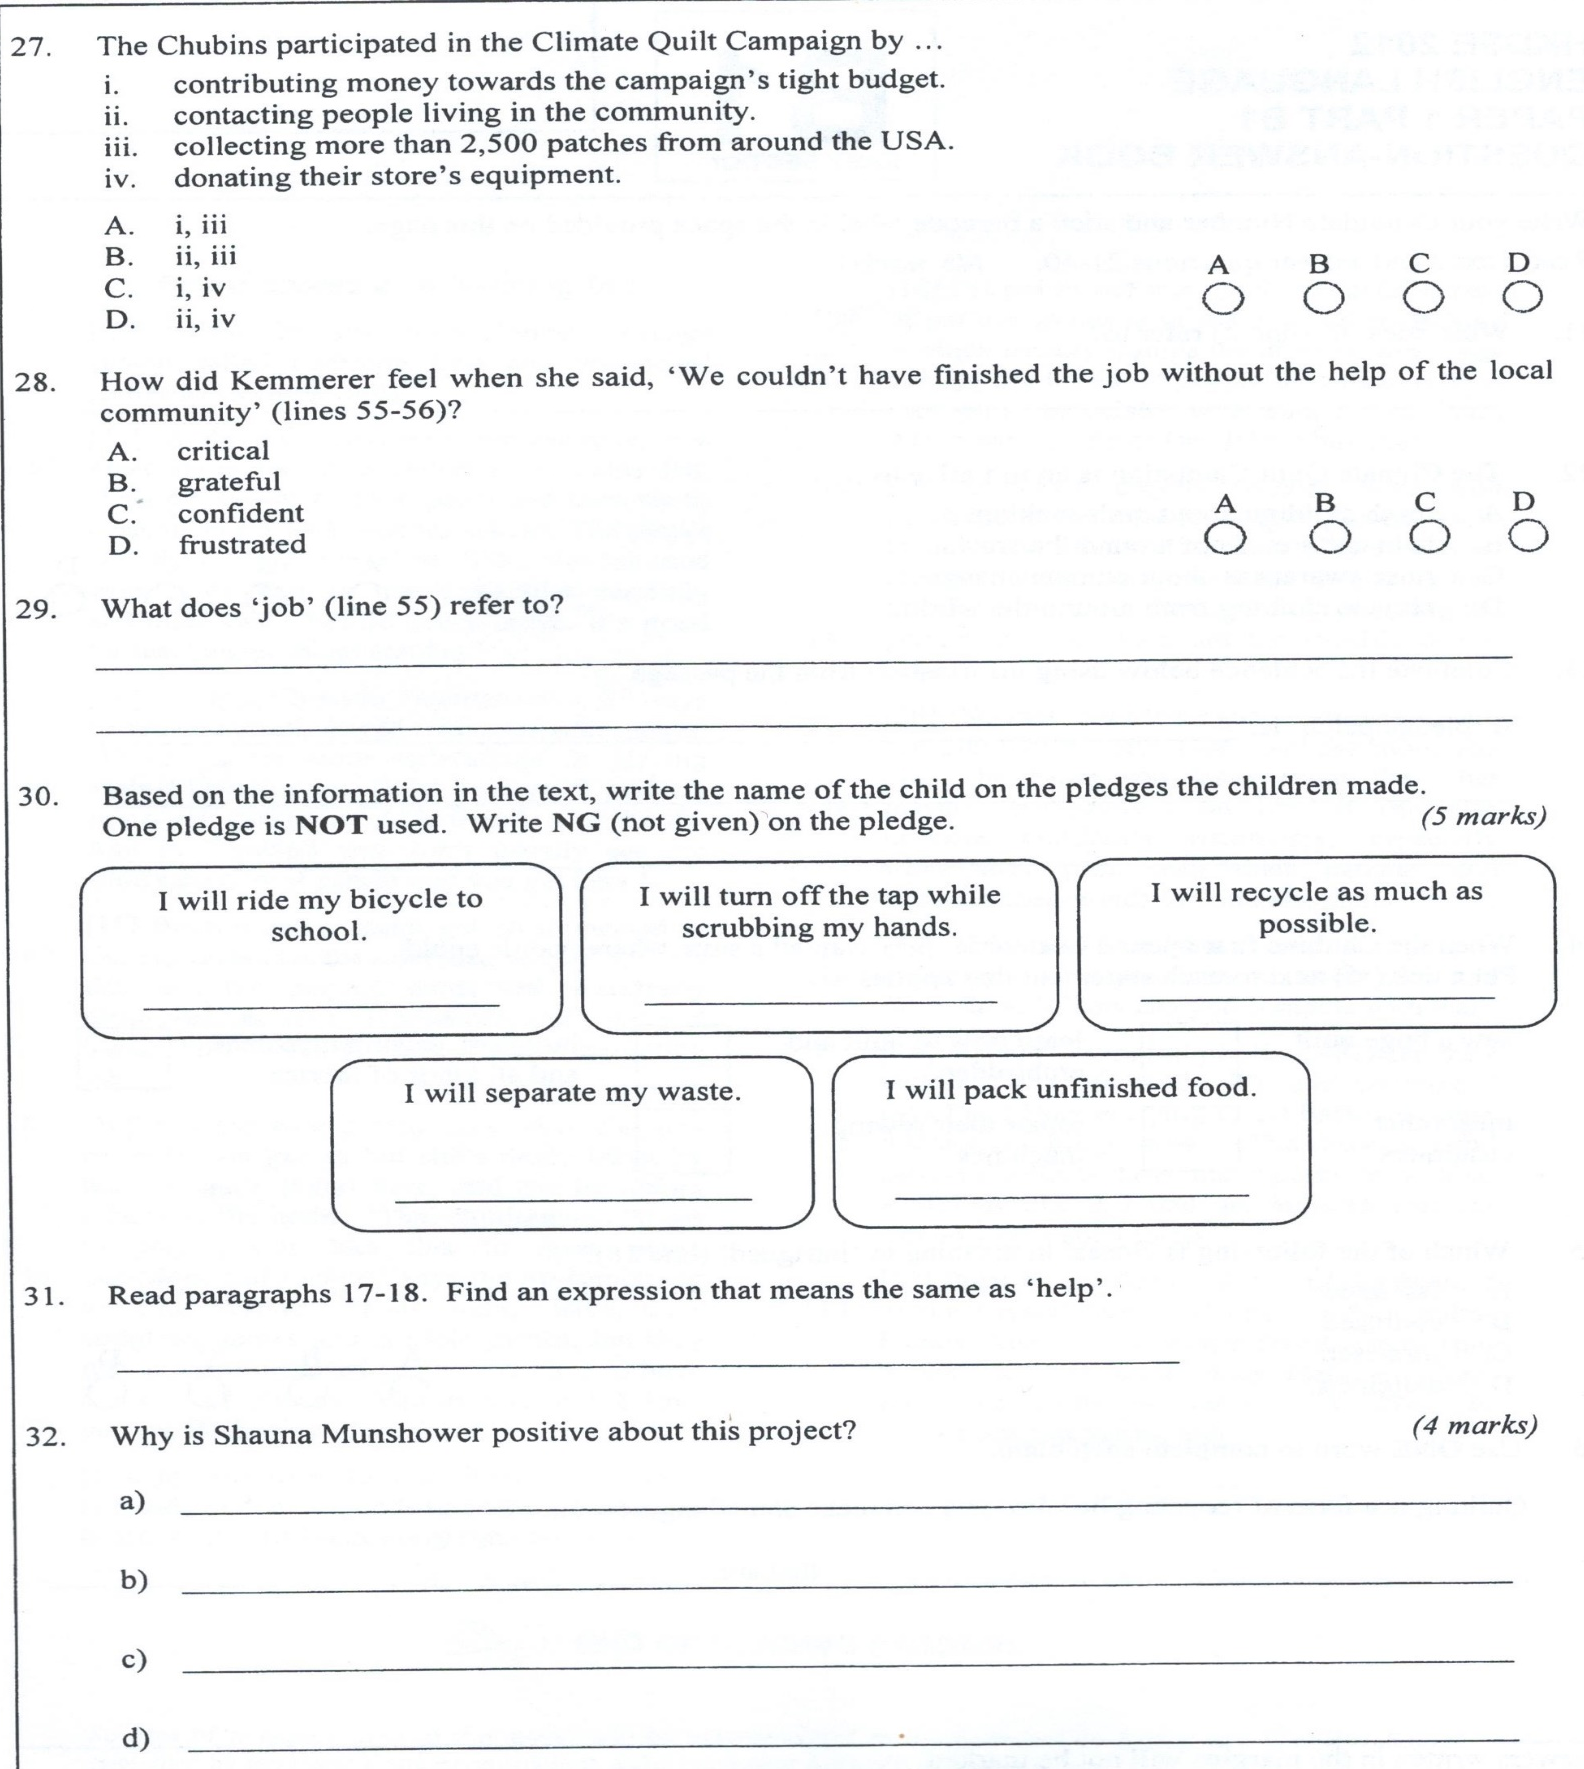 27. The Chubins participated in the Climate Quilt Campaign by …
i. contributing money towards the campaign's tight budget.
ii. contacting people living in the community.
iii. collecting more than 2,500 patches from around the USA.
iv. donating their store's equipment.
A. i, iii
B. ii, iii
C. i, iv
D. ii, iv
A B C D
28. How did Kemmerer feel when she said, ‘We couldn’t have finished the job without the help of the local
community’ (lines 55-56)?
A. critical
B. grateful
C. confident
D. frustrated
A B C D
29. What does ‘job’ (line 55) refer to?
30. Based on the information in the text, write the name of the child on the pledges the children made.
One pledge is NOT used. Write NG (not given) on the pledge. (5 marks)
I will ride my bicycle to
school.
I will turn off the tap while
scrubbing my hands.
I will recycle as much as
possible.
I will separate my waste.
I will pack unfinished food.
31. Read paragraphs 17-18. Find an expression that means the same as ‘help’.
32. Why is Shauna Munshower positive about this project? (4 marks)
a)
b)
c)
d)